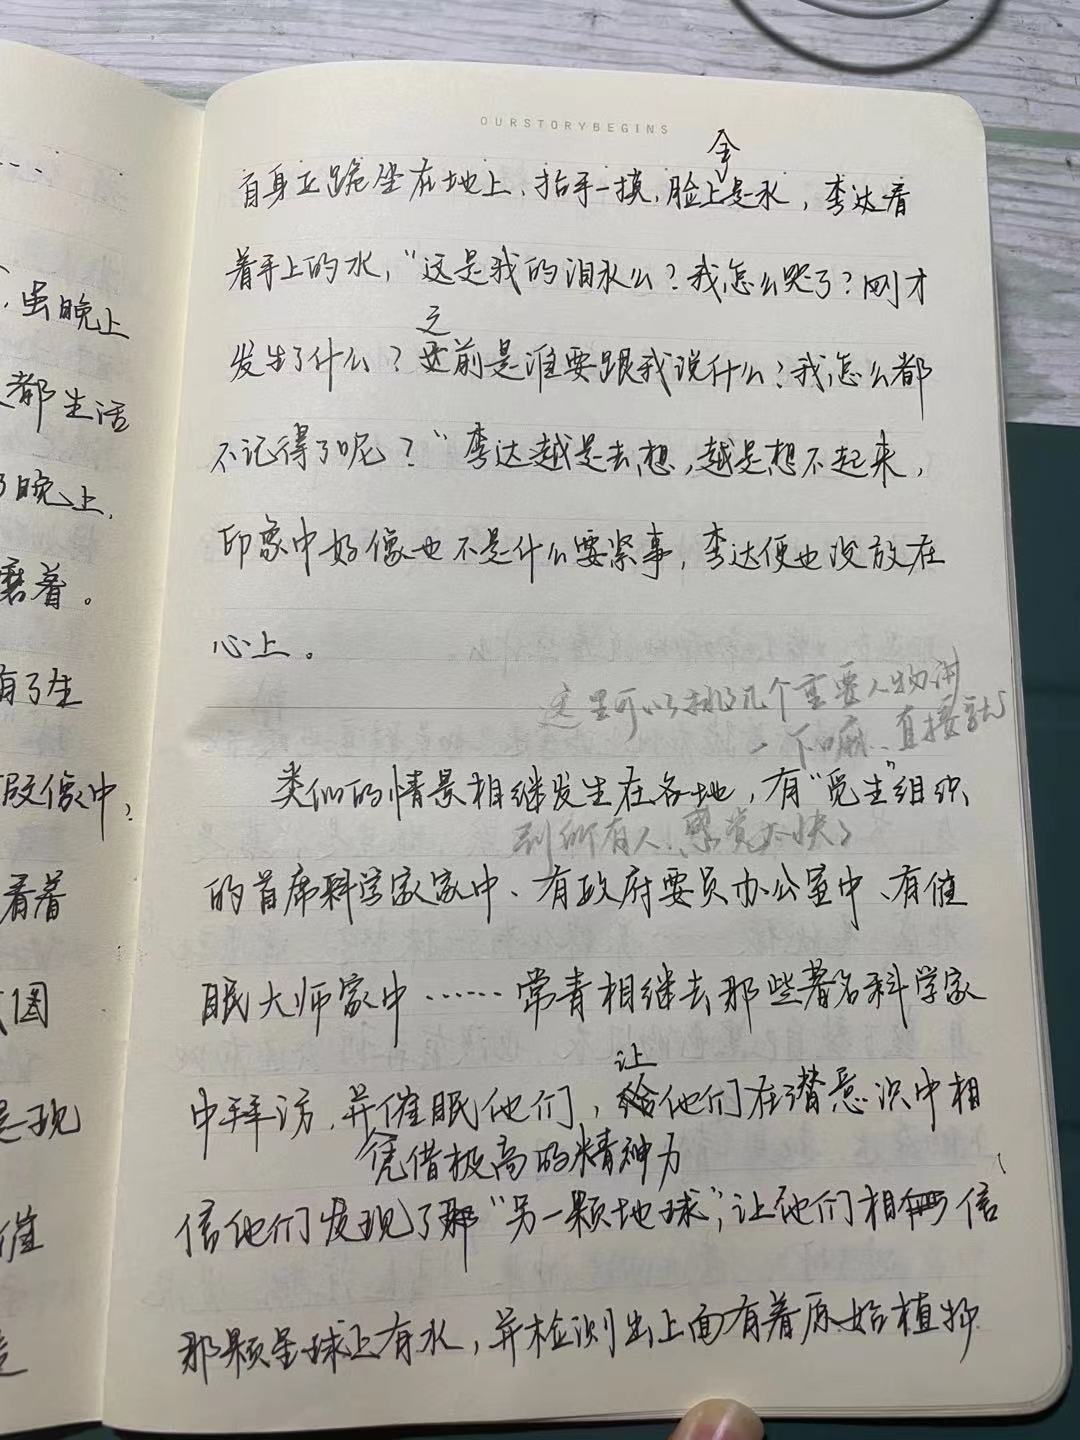 、虽晚上
都生活
晚上，
磨着。
有了生
假像中，
看着
围
是现
催
OURSTORYBEGINS
自身正跪坐在地上，抬手一摸，脸上全是水，李达看
着手上的水，“这是我的泪水么？我怎么哭了？刚才
发生了什么？之前是谁要跟我说什么？我怎么都
不记得了呢？”李达越是去想，越是想不起来，
印象中好像也不是什么要紧事，李达便也没放在
心上。
这里可以挑几个重要人物讲
一下嘛，直接就
到所有人，感觉太快了
类似的情景相继发生在各地，有“觉生”组织
的首席科学家家中、有政府要员办公室中、有催
眠大师家中……常青相继去那些著名科学家
中拜访，并催眠他们，让他们在潜意识中相
信他们凭借极高的精神力发现了“另一颗地球”，让他们相信
那颗星球上有水，并检测出上面有着原始植物